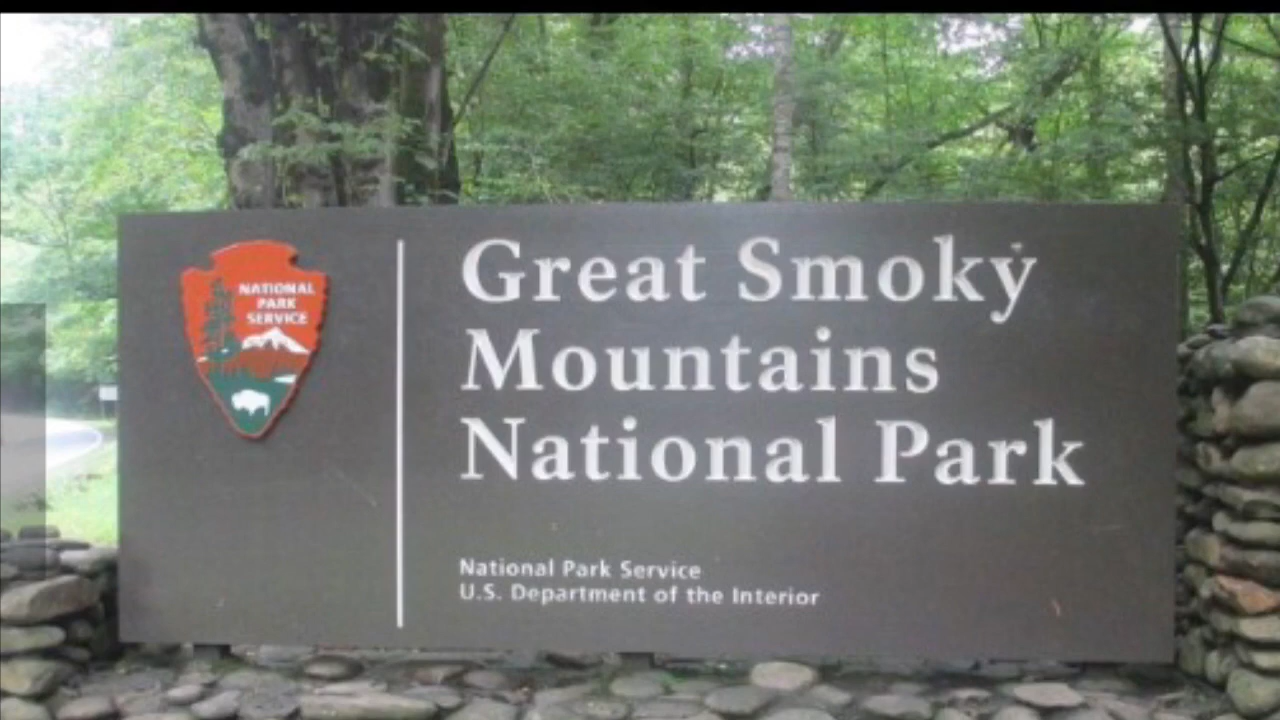 NATIONAL
PARK
SERVICE
Great Smoky
Mountains
National Park
National Park Service
U.S. Department of the Interior